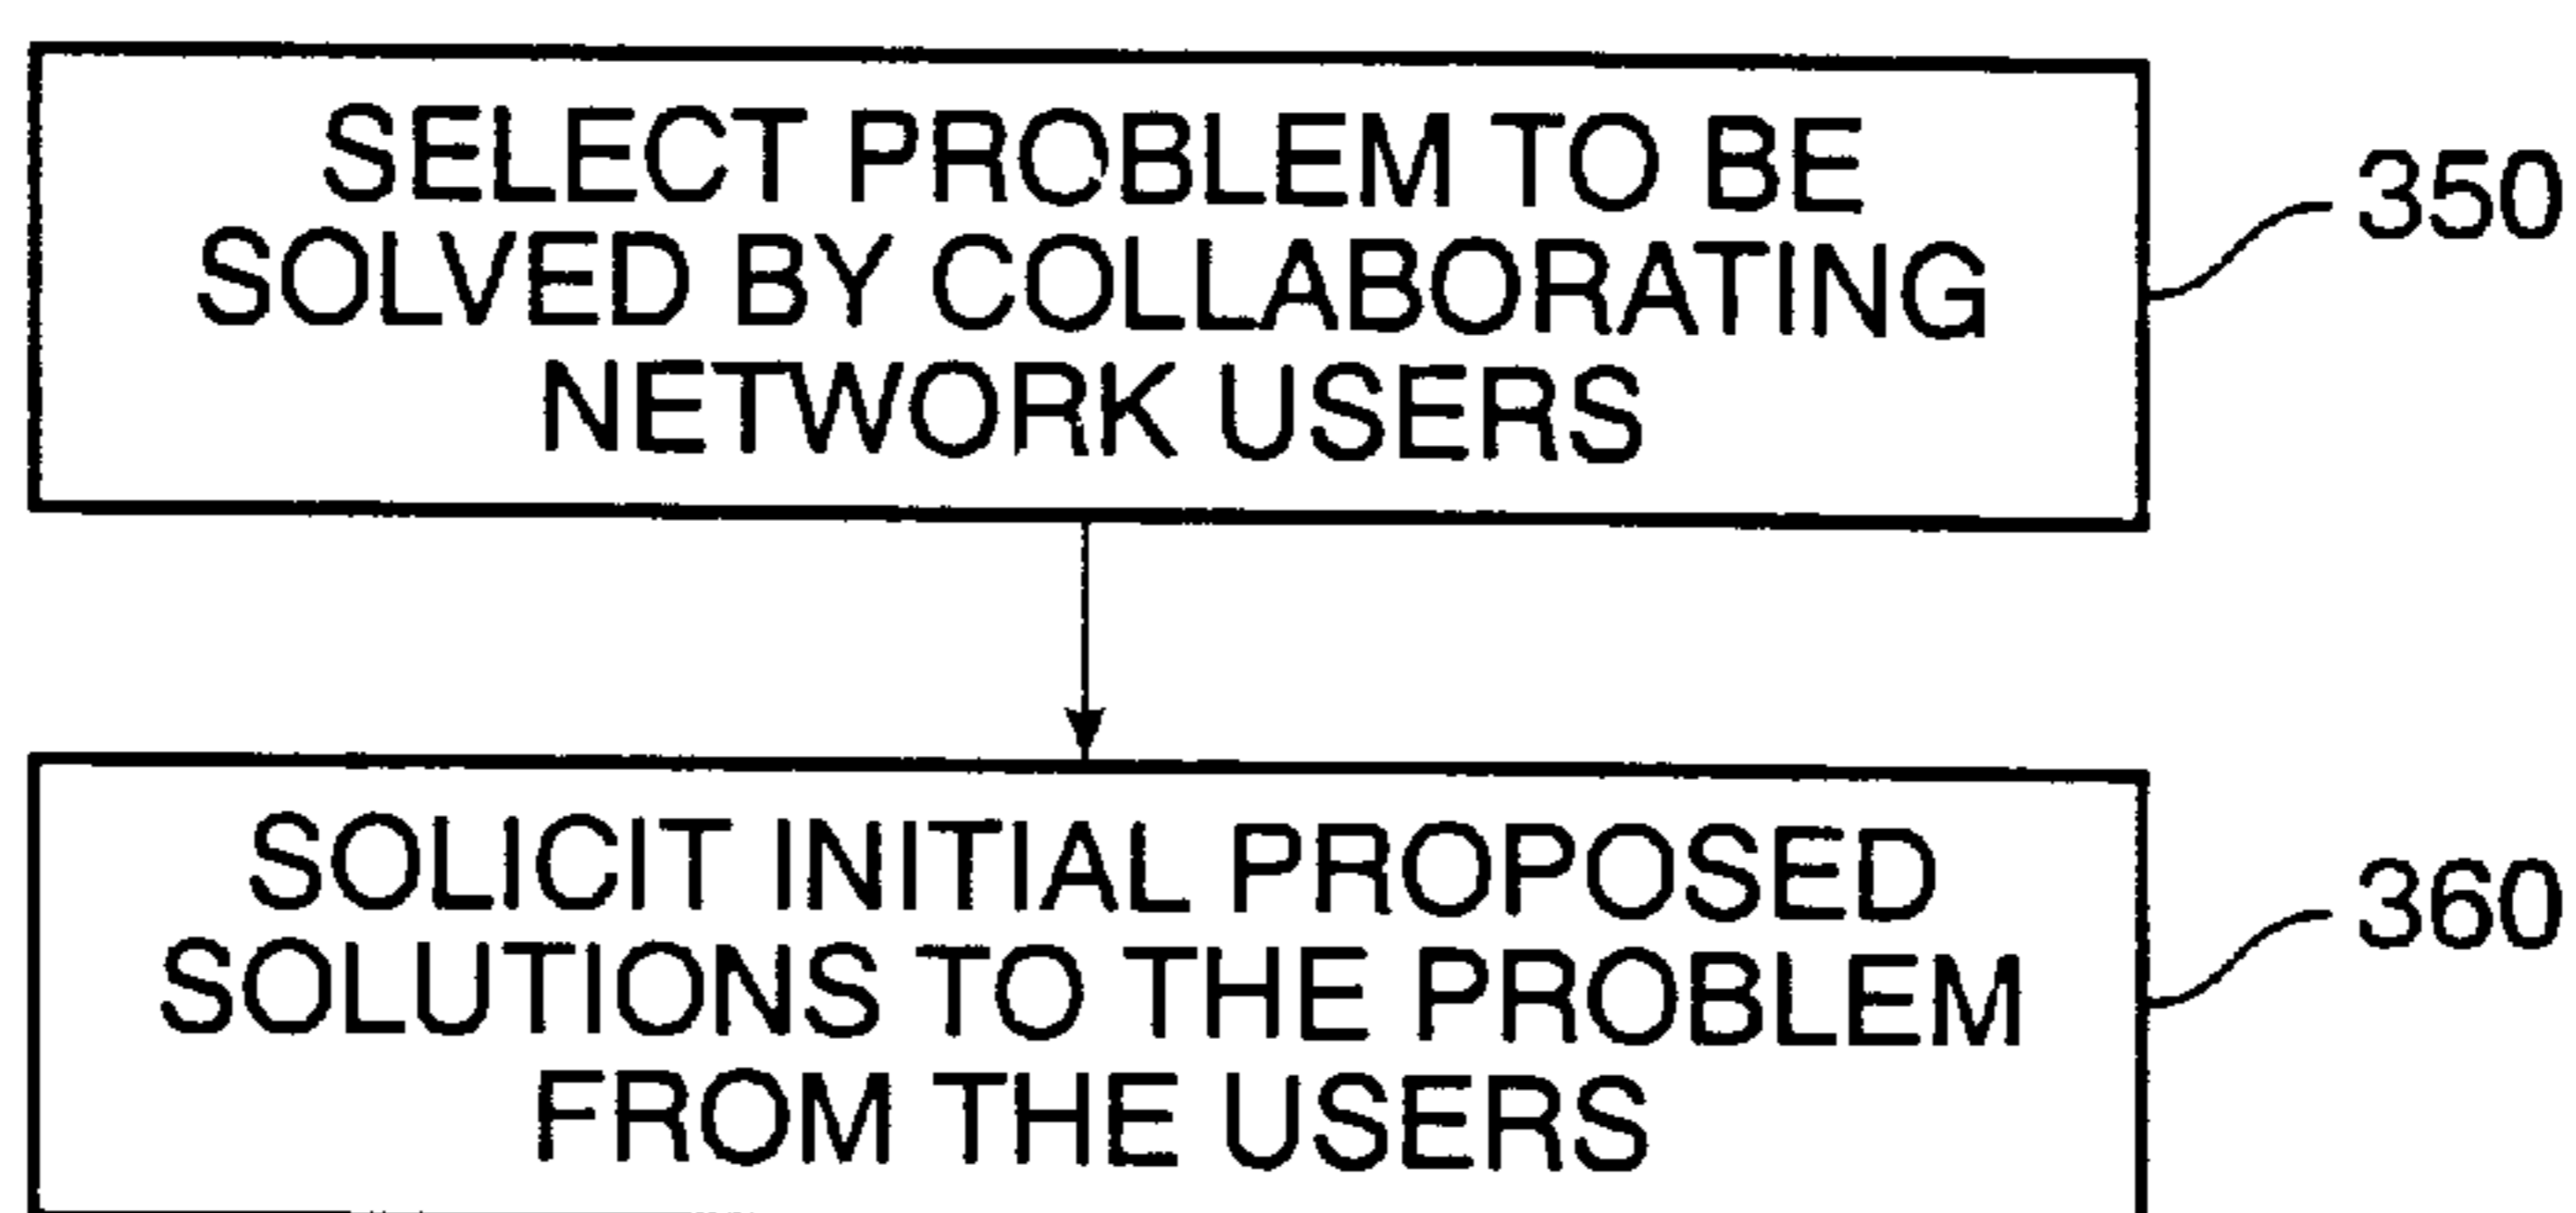 SELECT PROBLEM TO BE
SOLVED BY COLLABORATING
NETWORK USERS
350
SOLICIT INITIAL PROPOSED
SOLUTIONS TO THE PROBLEM
FROM THE USERS
360